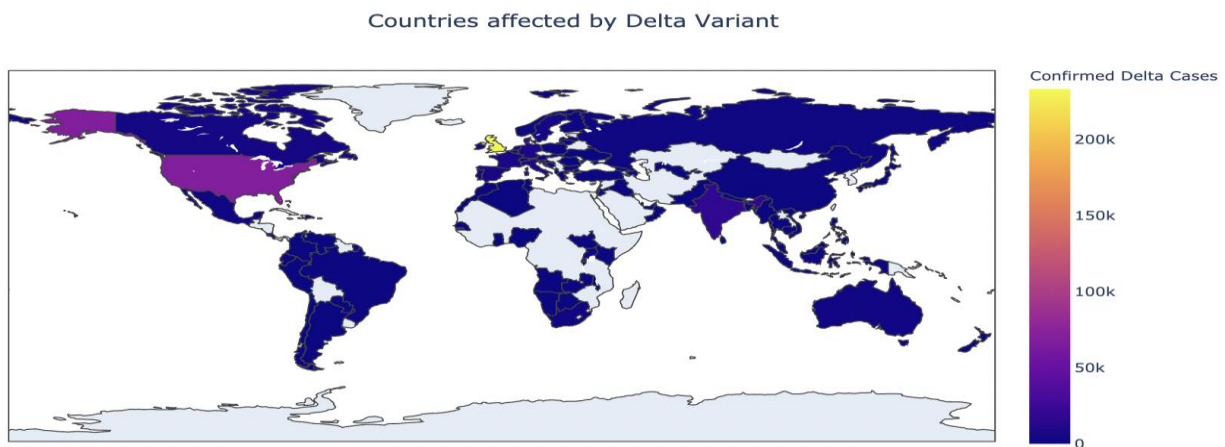 Countries affected by Delta Variant
Confirmed Delta Cases
200k
150k
100k
50k
0